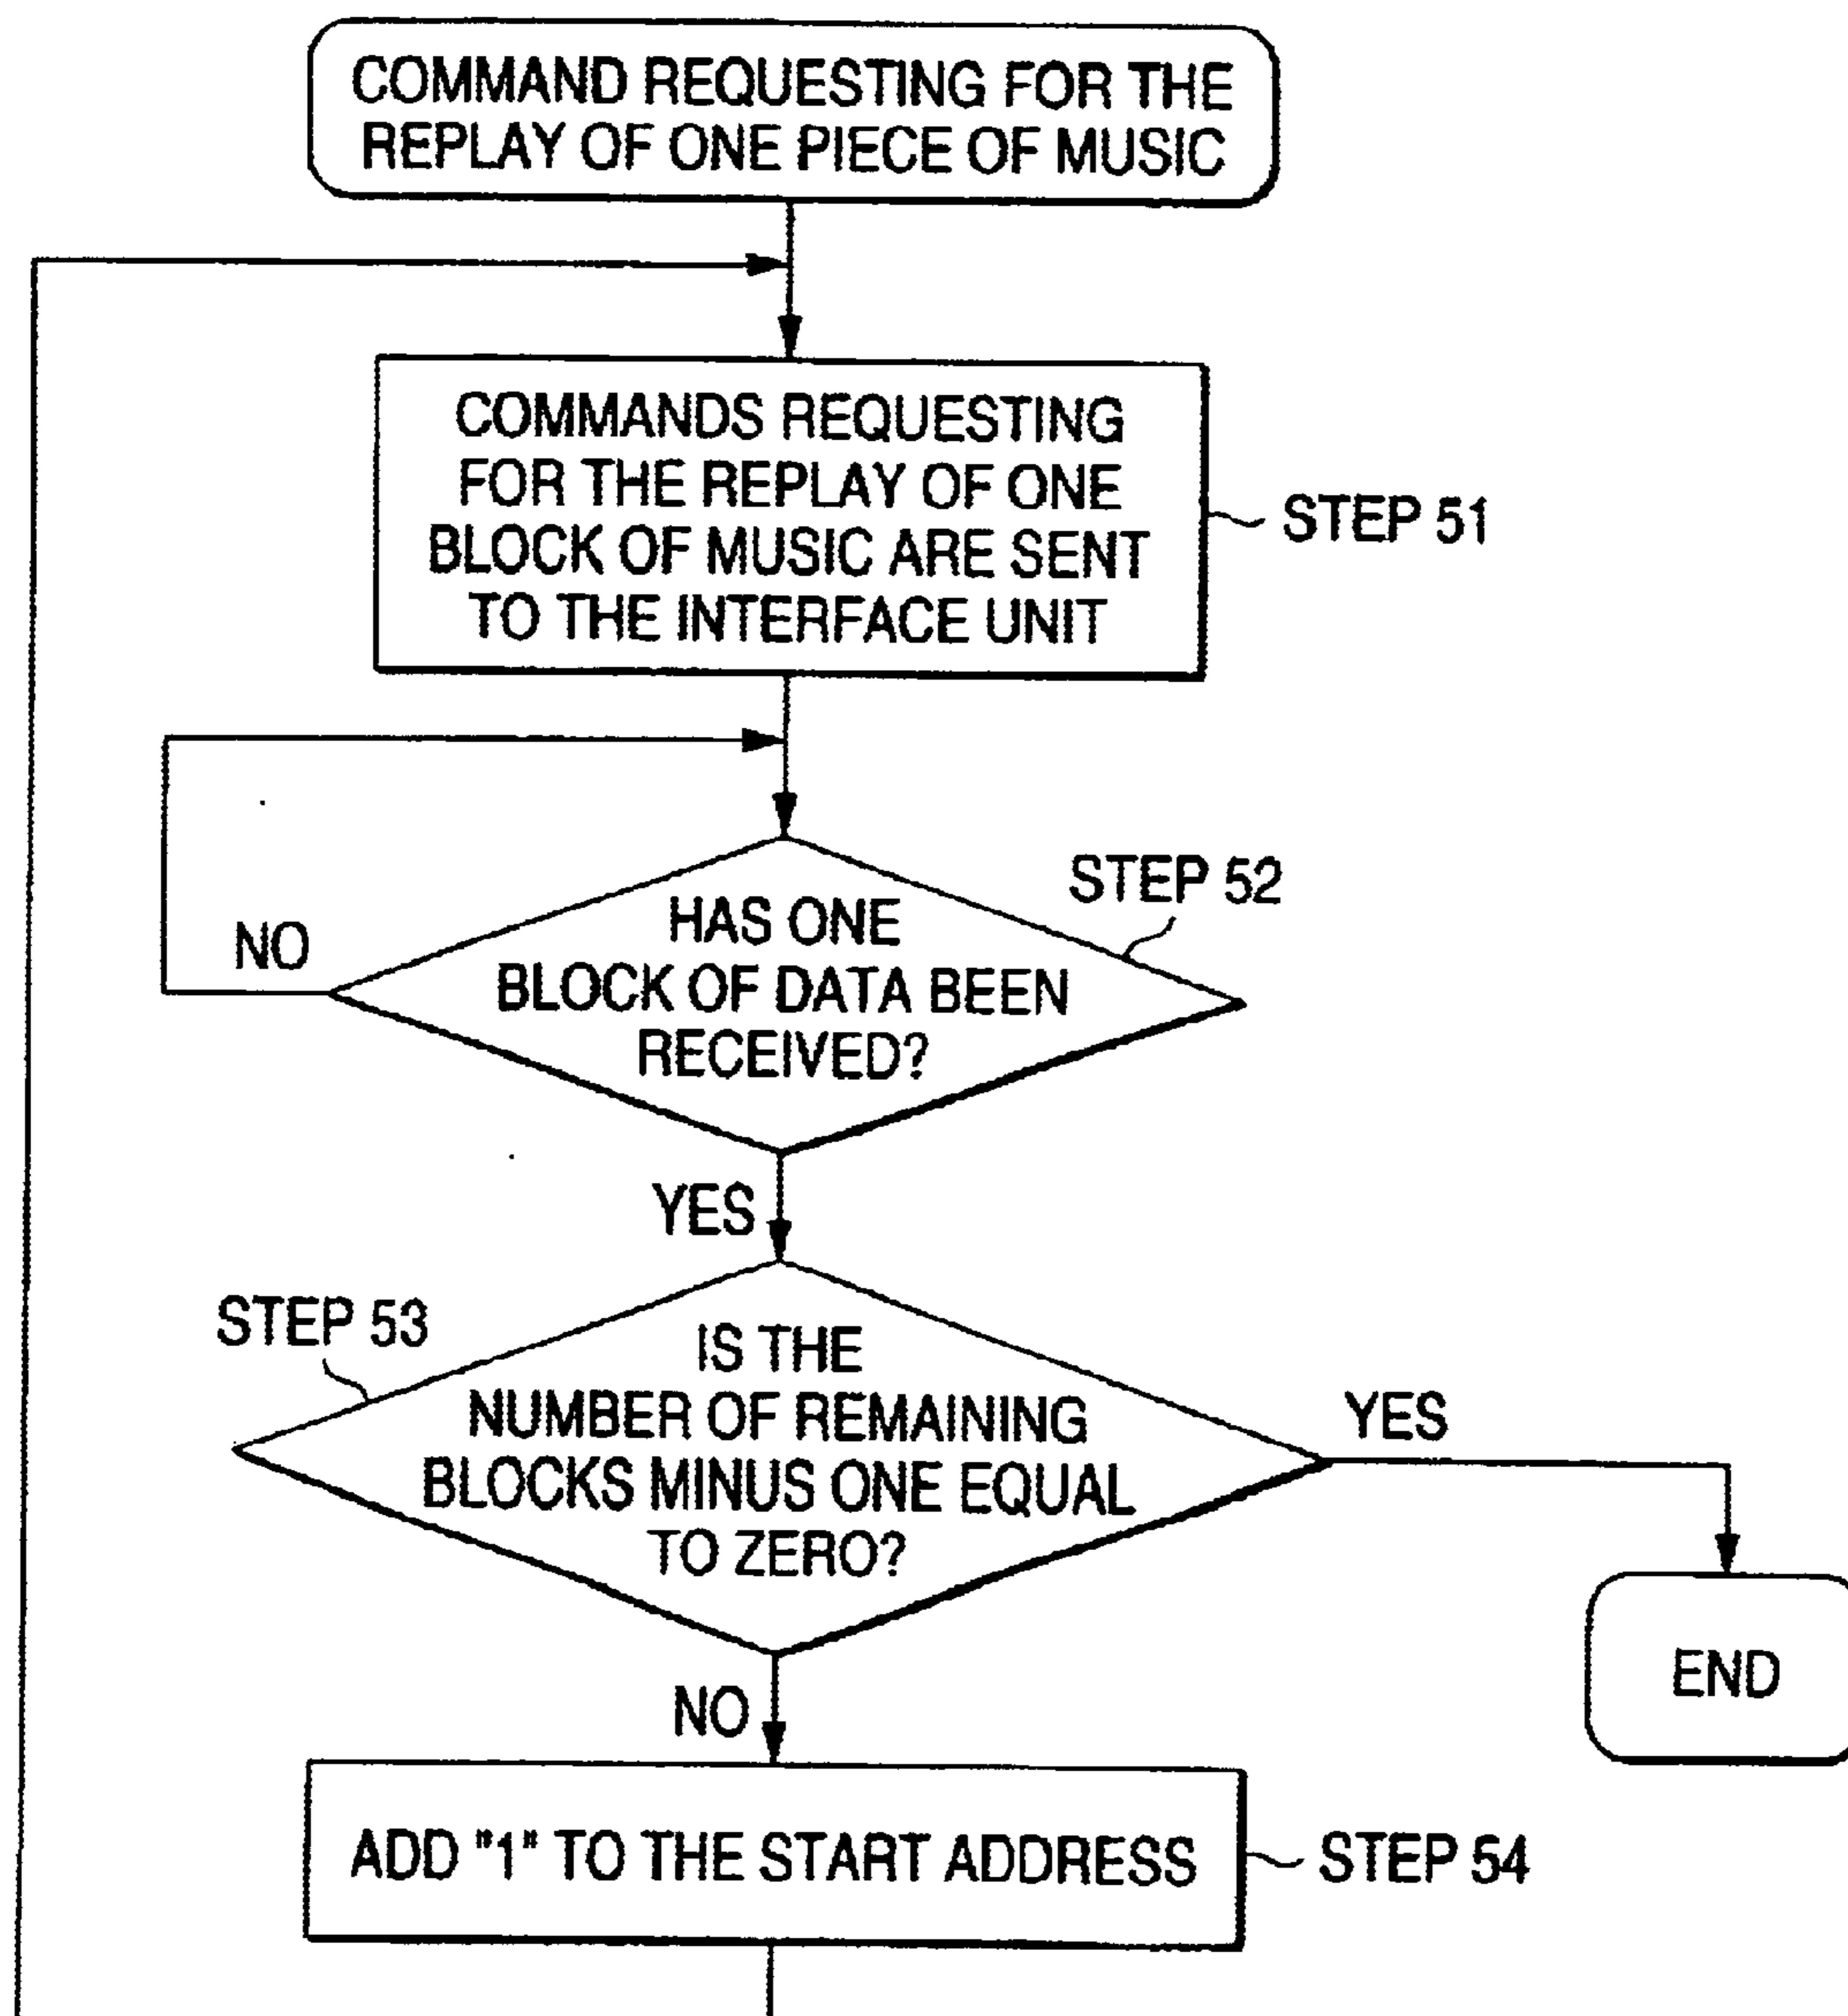 COMMAND REQUESTING FOR THE
REPLAY OF ONE PIECE OF MUSIC
COMMANDS REQUESTING
FOR THE REPLAY OF ONE
BLOCK OF MUSIC ARE SENT
TO THE INTERFACE UNIT
STEP 51
STEP 52
HAS ONE
BLOCK OF DATA BEEN
RECEIVED?
NO
YES
STEP 53
IS THE
NUMBER OF REMAINING
BLOCKS MINUS ONE EQUAL
TO ZERO?
YES
END
NO
ADD "1" TO THE START ADDRESS
STEP 54